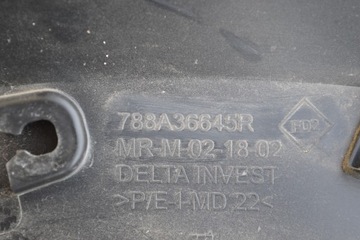 788A36645R
MR-M-02-18-02
DELTA INVEST
>P/E-I-MD 22<